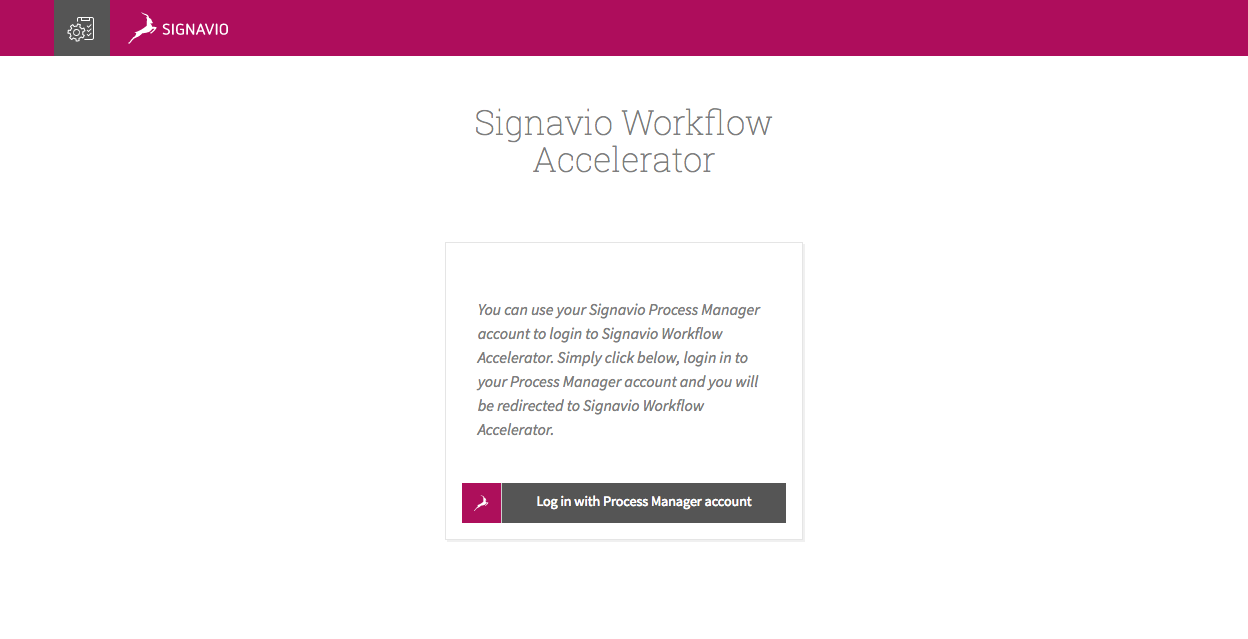 SIGNAVIO
Signavio Workflow
Accelerator
You can use your Signavio Process Manager
account to login to Signavio Workflow
Accelerator. Simply click below, login in to
your Process Manager account and you will
be redirected to Signavio Workflow
Accelerator.
Log in with Process Manager account